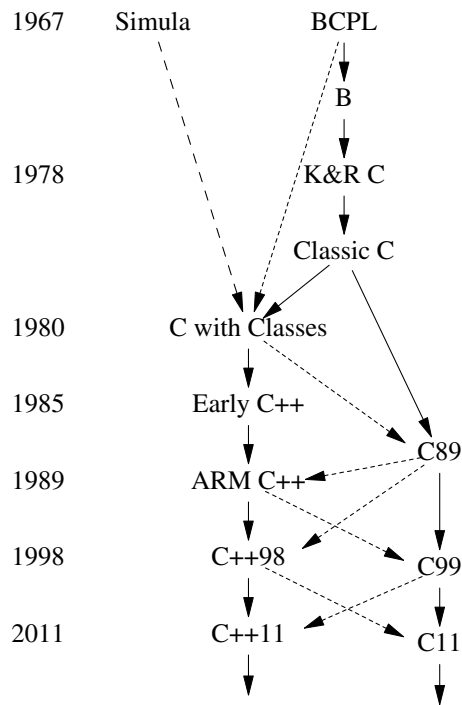 1967 Simula BCPL
B
1978 K&R C
Classic C
1980 C with Classes
1985 Early C++
C89
1989 ARM C++
1998 C++98
C99
2011 C++11
C11